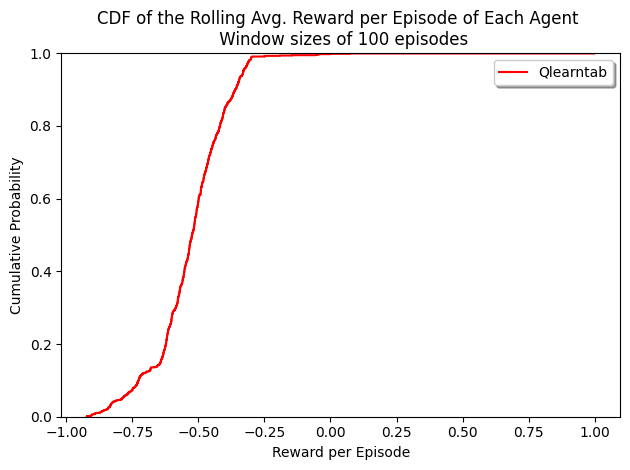 CDF of the Rolling Avg. Reward per Episode of Each Agent
Window sizes of 100 episodes
Qlearntab
Cumulative Probability
1.0
0.8
0.6
0.4
0.2
0.0
−1.00 −0.75 −0.50 −0.25 0.00 0.25 0.50 0.75 1.00
Reward per Episode